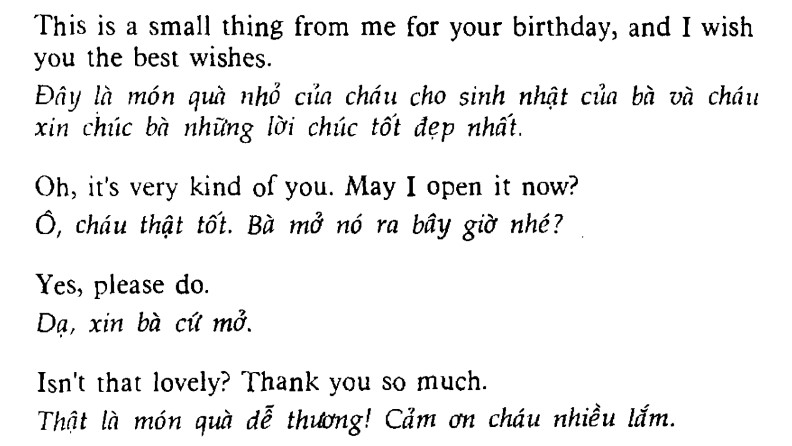 This is a small thing from me for your birthday, and I wish
you the best wishes.
Đây là món quà nhỏ của cháu cho sinh nhật của bà và cháu
xin chúc bà những lời chúc tốt đẹp nhất.
Oh, it's very kind of you. May I open it now?
Ô, cháu thật tốt. Bà mở nó ra bây giờ nhé?
Yes, please do.
Dạ, xin bà cứ mở.
Isn't that lovely? Thank you so much.
Thật là món quà dễ thương! Cảm ơn cháu nhiều lắm.